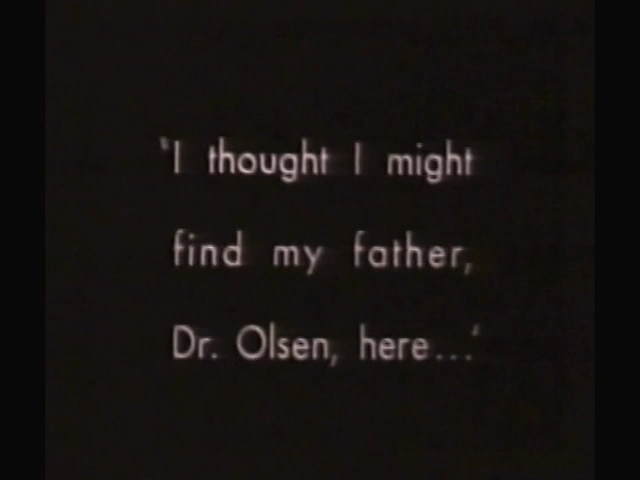 'I thought I might
find my father,
Dr. Olsen, here...'